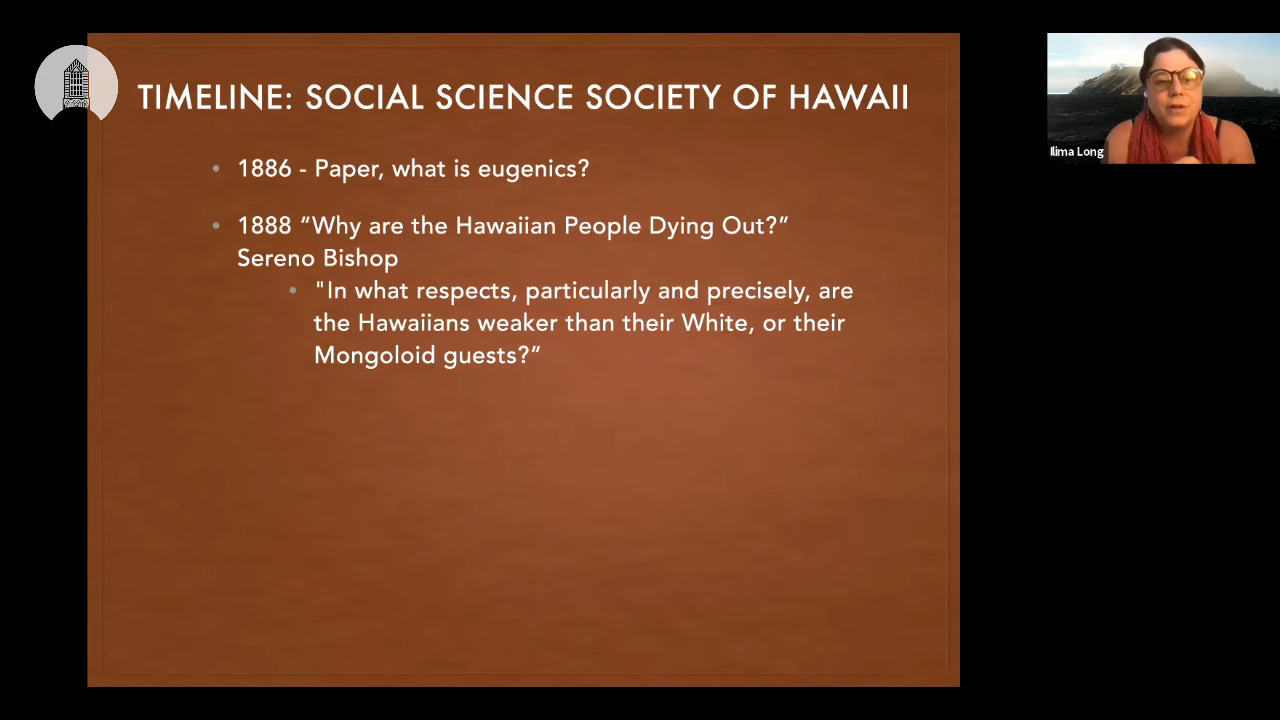 TIMELINE: SOCIAL SCIENCE SOCIETY OF HAWAII
• 1886 - Paper, what is eugenics?
• 1888 “Why are the Hawaiian People Dying Out?”
Sereno Bishop
• "In what respects, particularly and precisely, are
the Hawaiians weaker than their White, or their
Mongoloid guests?”
Ilima Long